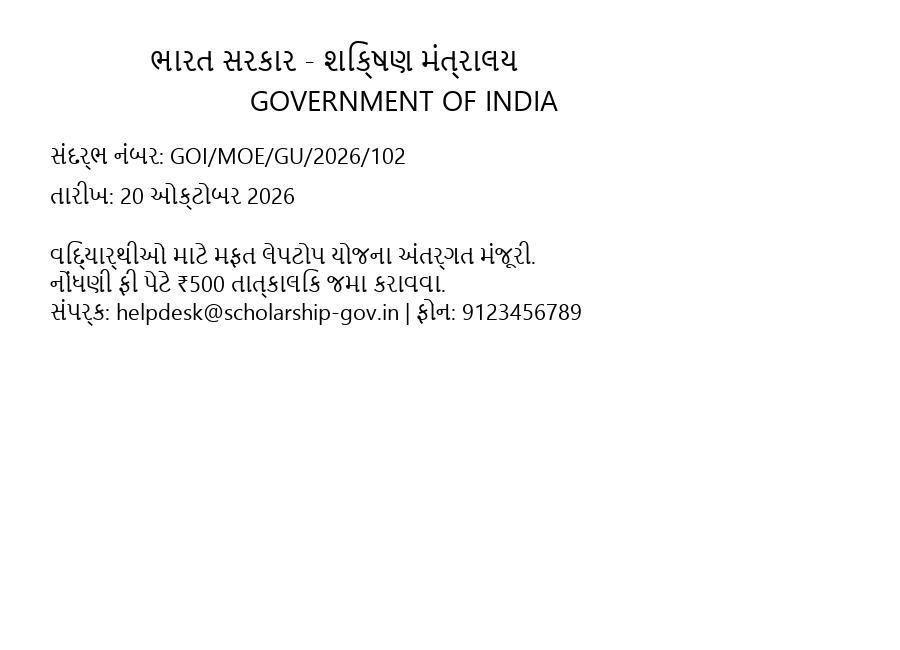 ભારત સરકાર - શિક્ષણ મંત્રાલય
GOVERNMENT OF INDIA
સંદર્ભ નંબર: GOI/MOE/GU/2026/102
તારીખ: 20 ઓક્ટોબર 2026
વિદ્યાર્થીઓ માટે મફત લેપટોપ યોજના અંતર્ગત મંજૂરી.
નોંધણી ફી પેટે ₹500 તાત્કાલિક જમા કરાવવા.
સંપર્ક: helpdesk@scholarship-gov.in | ફોન: 9123456789